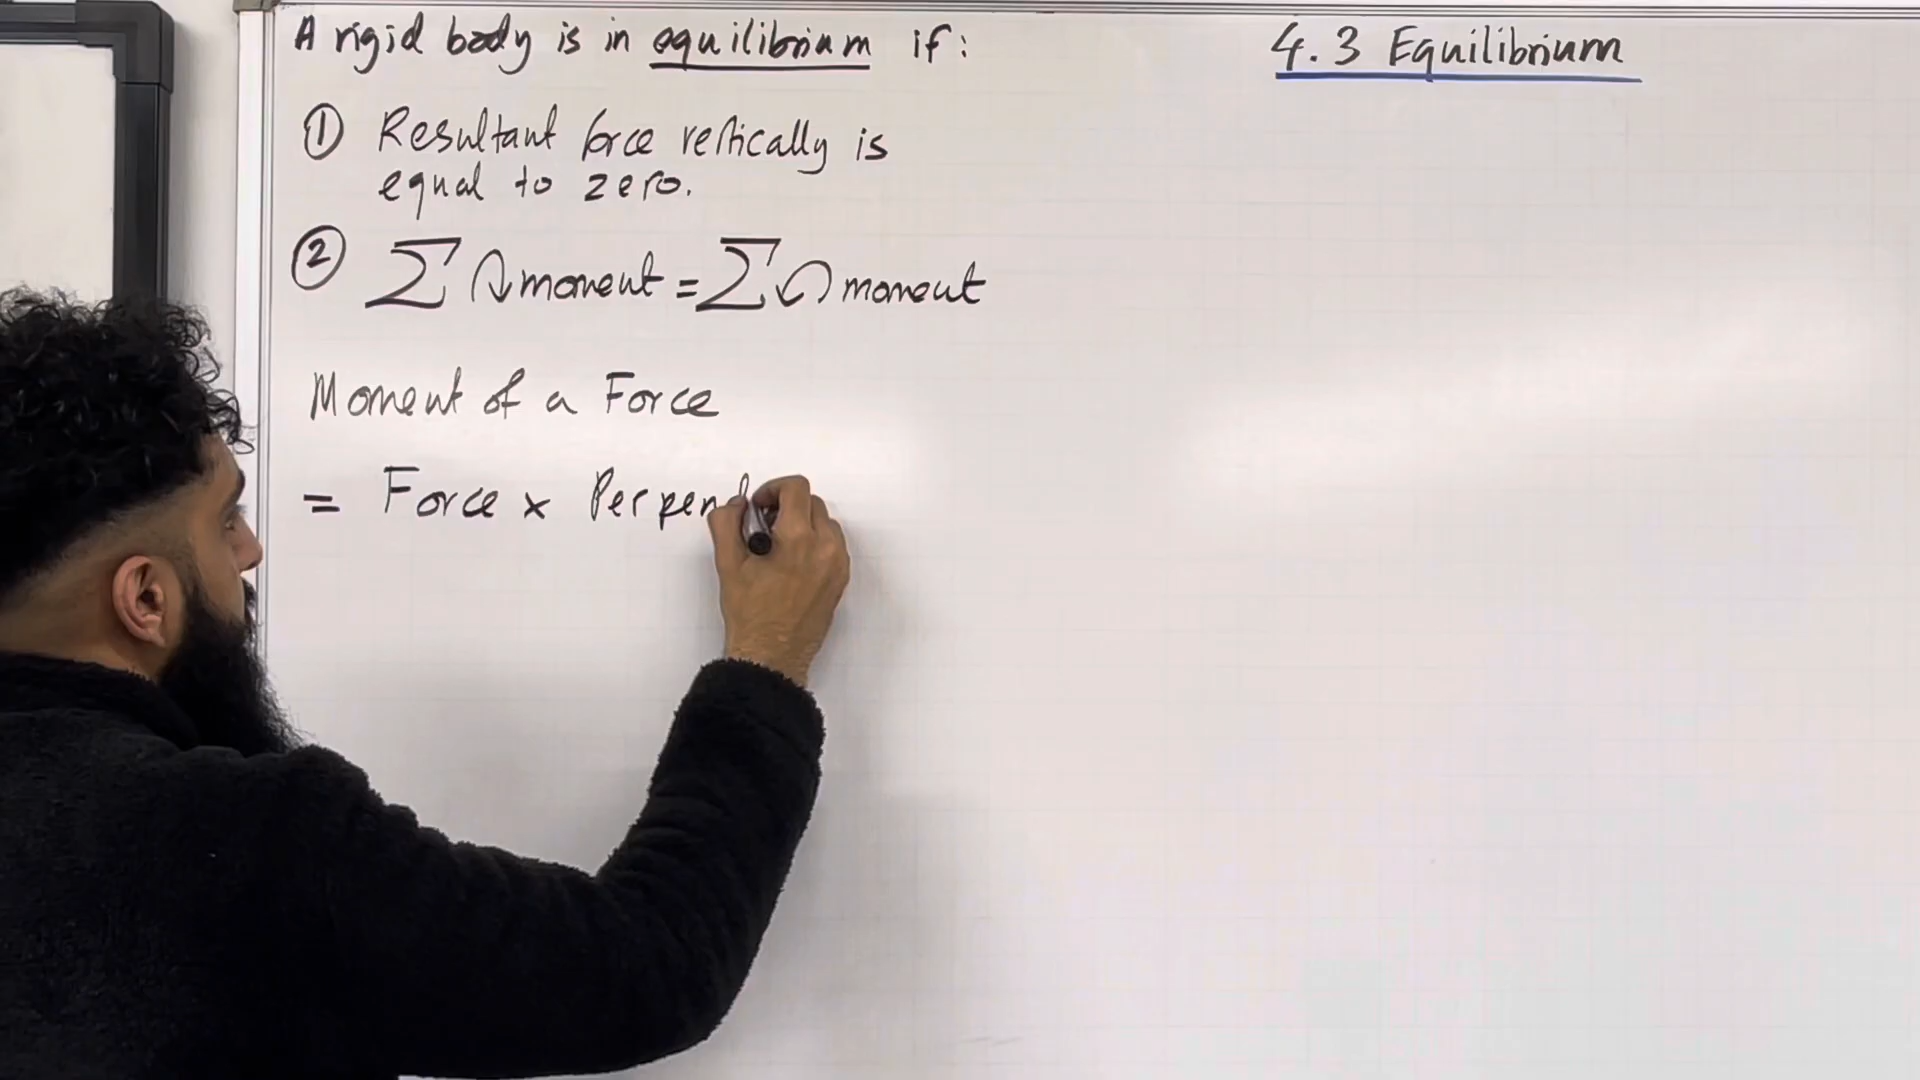 A rigid body is in equilibrium if:
4.3 Equilibrium
① Resultant force vertically is
equal to zero.
② ∑ ↻ moment = ∑ ↺ moment
Moment of a Force
= Force × Perpend